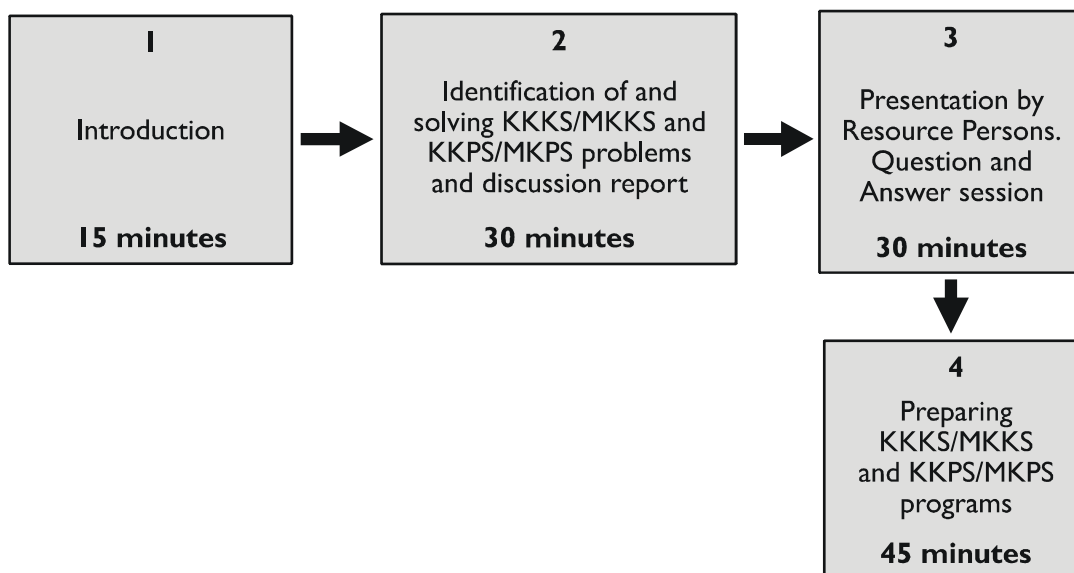 1
Introduction
15 minutes
2
Identification of and
solving KKKS/MKKS and
KKPS/MKPS problems
and discussion report
30 minutes
3
Presentation by
Resource Persons.
Question and
Answer session
30 minutes
4
Preparing
KKKS/MKKS
and KKPS/MKPS
programs
45 minutes